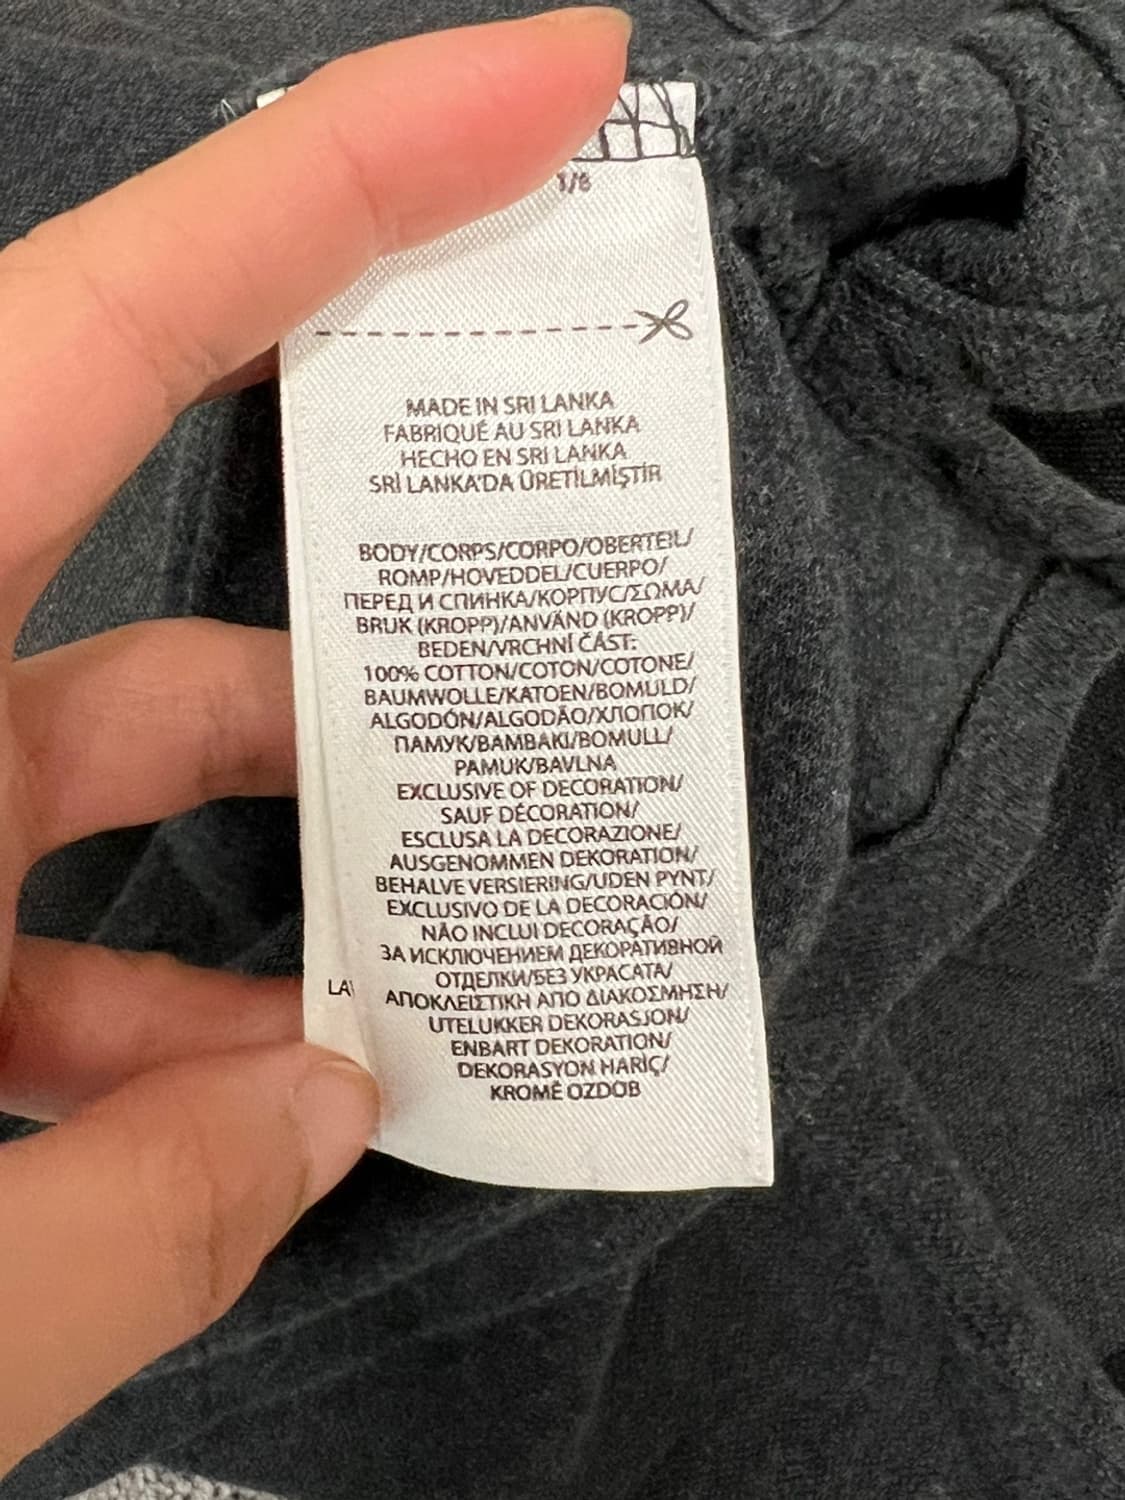 1/6
MADE IN SRI LANKA
FABRIQUÉ AU SRI LANKA
HECHO EN SRI LANKA
SRİ LANKA'DA ÜRETİLMİŞTİR
BODY/CORPS/CORPO/OBERTEIL/
ROMP/HOVEDDEL/CUERPO/
ПЕРЕД И СПИНКА/КОРПУС/ΣΩΜΑ/
BRUK (KROPP)/ANVÄND (KROPP)/
BEDEN/VRCHNÍ ČÁST:
100% COTTON/COTON/COTONE/
BAUMWOLLE/KATOEN/BOMULD/
ALGODÓN/ALGODÃO/ХЛОПОК/
ПАМУК/ΒΑΜΒΑΚΙ/BOMULL/
PAMUK/BAVLNA
EXCLUSIVE OF DECORATION/
SAUF DÉCORATION/
ESCLUSA LA DECORAZIONE/
AUSGENOMMEN DEKORATION/
BEHALVE VERSIERING/UDEN PYNT/
EXCLUSIVO DE LA DECORACIÓN/
NÃO INCLUI DECORAÇÃO/
ЗА ИСКЛЮЧЕНИЕМ ДЕКОРАТИВНОЙ
ОТДЕЛКИ/БЕЗ УКРАСАТА/
ΑΠΟΚΛΕΙΣΤΙΚΗ ΑΠΟ ΔΙΑΚΟΣΜΗΣΗ/
UTELUKKER DEKORASJON/
ENBART DEKORATION/
DEKORASYON HARİÇ/
KROMĚ OZDOB